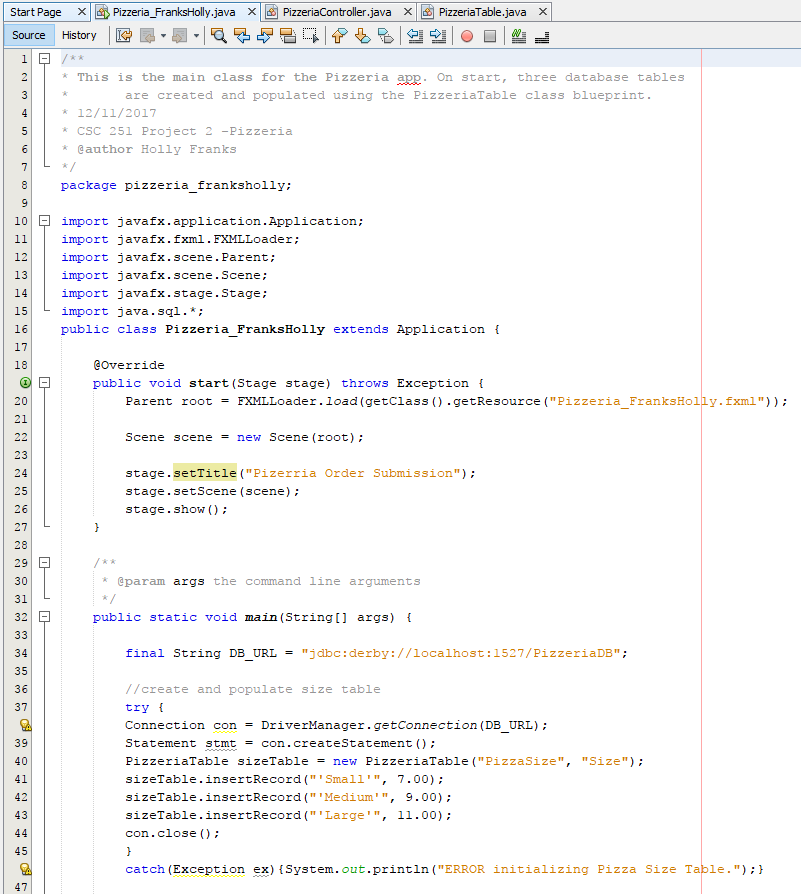 Start Page Pizzeria_FranksHolly.java PizzeriaController.java PizzeriaTable.java
Source History
1 /**
2 * This is the main class for the Pizzeria app. On start, three database tables
3 *       are created and populated using the PizzeriaTable class blueprint.
4 * 12/11/2017
5 * CSC 251 Project 2 -Pizzeria
6 * @author Holly Franks
7 */
8 package pizzeria_franksholly;
9
10 import javafx.application.Application;
11 import javafx.fxml.FXMLLoader;
12 import javafx.scene.Parent;
13 import javafx.scene.Scene;
14 import javafx.stage.Stage;
15 import java.sql.*;
16 public class Pizzeria_FranksHolly extends Application {
17
18     @Override
    public void start(Stage stage) throws Exception {
20         Parent root = FXMLLoader.load(getClass().getResource("Pizzeria_FranksHolly.fxml"));
21
22         Scene scene = new Scene(root);
23
24         stage.setTitle("Pizerria Order Submission");
25         stage.setScene(scene);
26         stage.show();
27     }
28
29     /**
30      * @param args the command line arguments
31      */
32     public static void main(String[] args) {
33
34         final String DB_URL = "jdbc:derby://localhost:1527/PizzeriaDB";
35
36         //create and populate size table
37         try {
        Connection con = DriverManager.getConnection(DB_URL);
39         Statement stmt = con.createStatement();
40         PizzeriaTable sizeTable = new PizzeriaTable("PizzaSize", "Size");
41         sizeTable.insertRecord("'Small'", 7.00);
42         sizeTable.insertRecord("'Medium'", 9.00);
43         sizeTable.insertRecord("'Large'", 11.00);
44         con.close();
45         }
        catch(Exception ex){System.out.println("ERROR initializing Pizza Size Table.");}
47